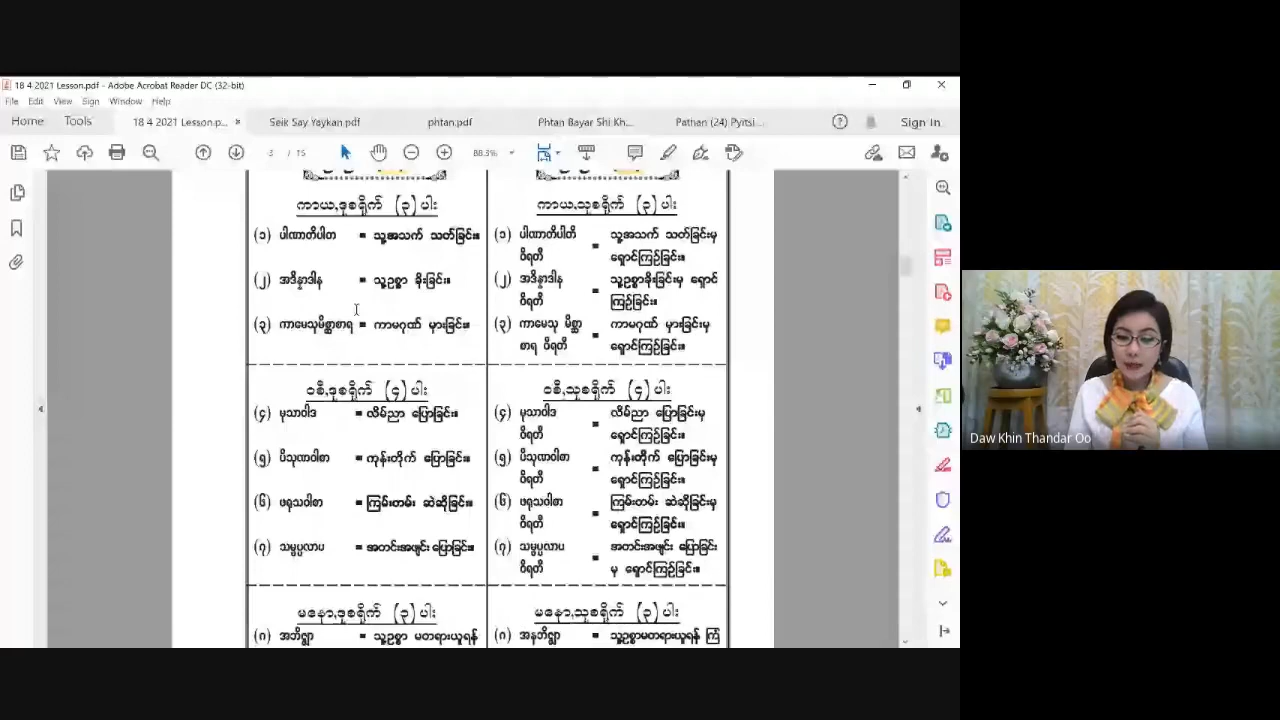 18 4 2021 Lesson.pdf - Adobe Acrobat Reader DC (32-bit)
File Edit View Sign Window Help
Home Tools 18 4 2021 Lesson.p... × Seik Say Yaykan.pdf phtan.pdf Phtan Bayar Shi Kh... Pathan (24) Pyitsi... Sign In
3 / 15 88.3%
ကာယ,ဒုစရိုက် (၃) ပါး
(၁) ပါဏာတိပါတ = သူ့အသက် သတ်ခြင်း။
(၂) အဒိန္နာဒါန = သူ့ဥစ္စာ ခိုးခြင်း။
(၃) ကာမေသုမိစ္ဆာစာရ = ကာမဂုဏ် မှားခြင်း။
ဝစီ,ဒုစရိုက် (၄) ပါး
(၄) မုသာဝါဒ = လိမ်ညာ ပြောခြင်း။
(၅) ပိသုဏဝါစာ = ကုန်းတိုက် ပြောခြင်း။
(၆) ဖရုသဝါစာ = ကြမ်းတမ်း ဆဲဆိုခြင်း။
(၇) သမ္ဖပ္ပလာပ = အတင်းအဖျင်း ပြောခြင်း။
မနော,ဒုစရိုက် (၃) ပါး
(၈) အဘိဇ္ဈာ = သူ့ဥစ္စာ မတရားယူရန်
ကာယ,သုစရိုက် (၃) ပါး
(၁) ပါဏာတိပါတိ = သူ့အသက် သတ်ခြင်းမှ
ဝိရတိ ရှောင်ကြဉ်ခြင်း။
(၂) အဒိန္နာဒါန = သူ့ဥစ္စာခိုးခြင်းမှ ရှောင်
ဝိရတိ ကြဉ်ခြင်း။
(၃) ကာမေသု မိစ္ဆာ = ကာမဂုဏ် မှားခြင်းမှ
စာရ ဝိရတိ ရှောင်ကြဉ်ခြင်း။
ဝစီ,သုစရိုက် (၄) ပါး
(၄) မုသာဝါဒ = လိမ်ညာ ပြောခြင်းမှ
ဝိရတိ ရှောင်ကြဉ်ခြင်း။
(၅) ပိသုဏဝါစာ = ကုန်းတိုက် ပြောခြင်းမှ
ဝိရတိ ရှောင်ကြဉ်ခြင်း။
(၆) ဖရုသဝါစာ = ကြမ်းတမ်း ဆဲဆိုခြင်းမှ
ဝိရတိ ရှောင်ကြဉ်ခြင်း။
(၇) သမ္ဖပ္ပလာပ = အတင်းအဖျင်း ပြောခြင်း
ဝိရတိ မှ ရှောင်ကြဉ်ခြင်း။
မနော,သုစရိုက် (၃) ပါး
(၈) အနဘိဇ္ဈာ = သူ့ဥစ္စာမတရားယူရန် ကြံ
Daw Khin Thandar Oo